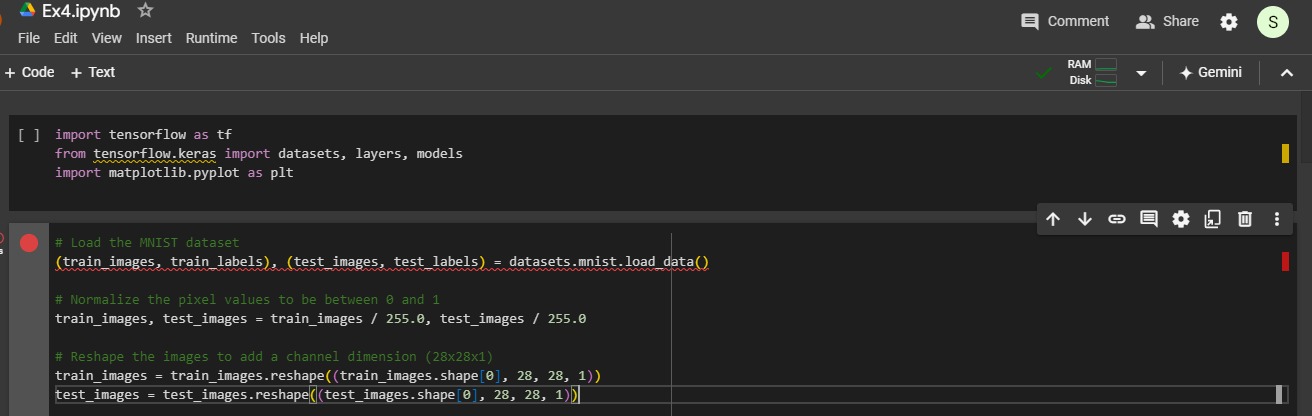 Ex4.ipynb
Comment Share S
File Edit View Insert Runtime Tools Help
+ Code + Text
RAM
Disk
Gemini
[ ] import tensorflow as tf
from tensorflow.keras import datasets, layers, models
import matplotlib.pyplot as plt
# Load the MNIST dataset
(train_images, train_labels), (test_images, test_labels) = datasets.mnist.load_data()
# Normalize the pixel values to be between 0 and 1
train_images, test_images = train_images / 255.0, test_images / 255.0
# Reshape the images to add a channel dimension (28x28x1)
train_images = train_images.reshape((train_images.shape[0], 28, 28, 1))
test_images = test_images.reshape((test_images.shape[0], 28, 28, 1))